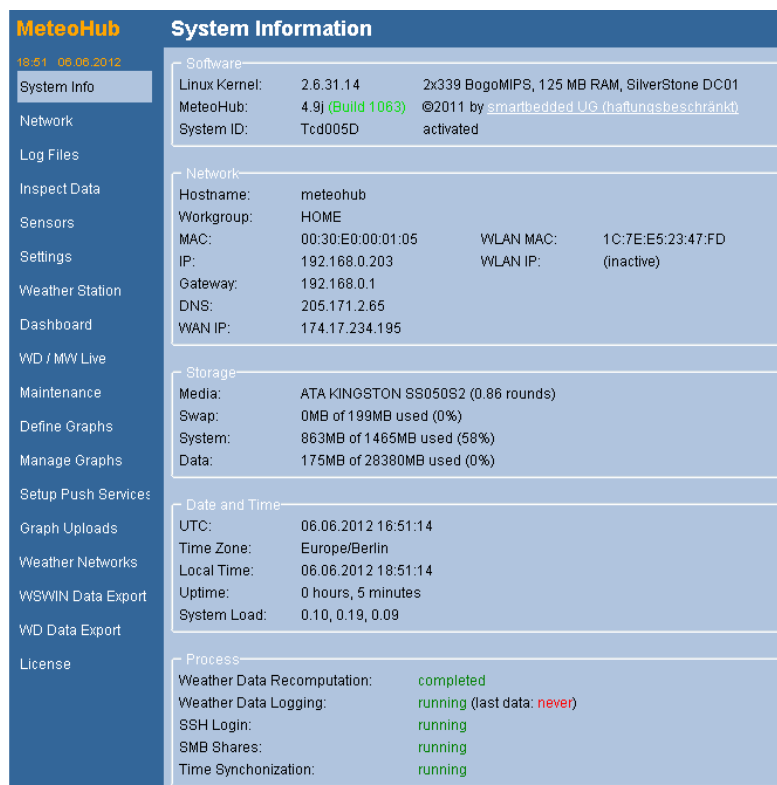 MeteoHub
System Information
18:51 06.06.2012
System Info
Network
Log Files
Inspect Data
Sensors
Settings
Weather Station
Dashboard
WD / MW Live
Maintenance
Define Graphs
Manage Graphs
Setup Push Services
Graph Uploads
Weather Networks
WSWIN Data Export
WD Data Export
License
Software
Linux Kernel: 2.6.31.14 2x339 BogoMIPS, 125 MB RAM, SilverStone DC01
MeteoHub: 4.9j (Build 1063) ©2011 by smartbedded UG (haftungsbeschränkt)
System ID: Tcd005D activated
Network
Hostname: meteohub
Workgroup: HOME
MAC: 00:30:E0:00:01:05 WLAN MAC: 1C:7E:E5:23:47:FD
IP: 192.168.0.203 WLAN IP: (inactive)
Gateway: 192.168.0.1
DNS: 205.171.2.65
WAN IP: 174.17.234.195
Storage
Media: ATA KINGSTON SS050S2 (0.86 rounds)
Swap: 0MB of 199MB used (0%)
System: 863MB of 1465MB used (58%)
Data: 175MB of 28380MB used (0%)
Date and Time
UTC: 06.06.2012 16:51:14
Time Zone: Europe/Berlin
Local Time: 06.06.2012 18:51:14
Uptime: 0 hours, 5 minutes
System Load: 0.10, 0.19, 0.09
Process
Weather Data Recomputation: completed
Weather Data Logging: running (last data: never)
SSH Login: running
SMB Shares: running
Time Synchonization: running